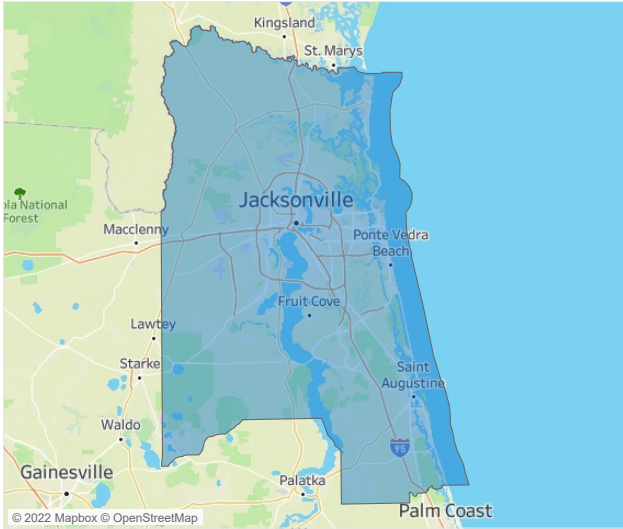 Kingsland
St. Marys
Jacksonville
ola National
Forest
Macclenny
Ponte Vedra
Beach
Fruit Cove
Lawtey
Starke
Saint
Augustine
Waldo
95
Gainesville
Palatka
Palm Coast
© 2022 Mapbox © OpenStreetMap